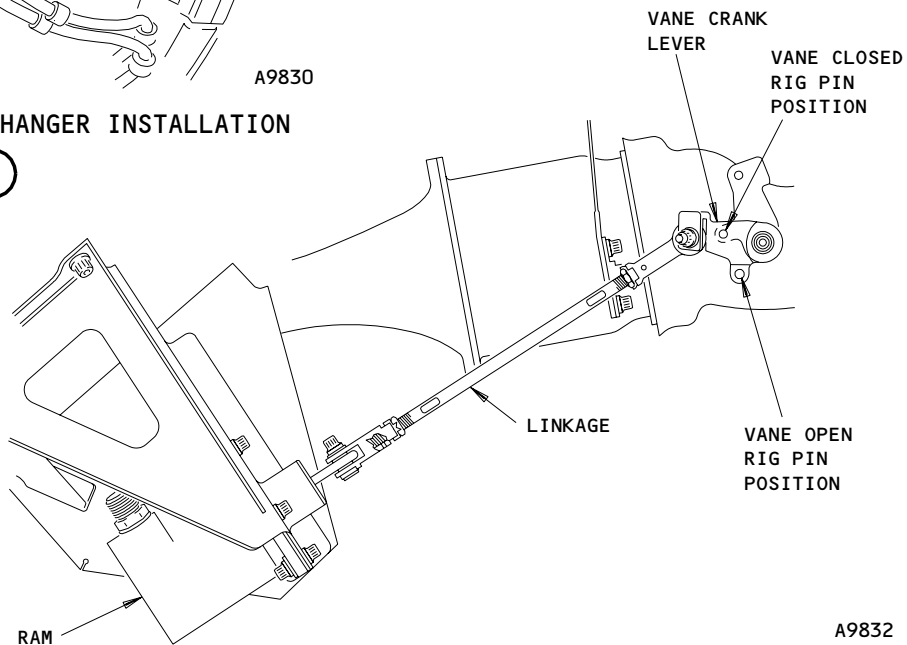 A9830
HANGER INSTALLATION
VANE CRANK
LEVER
VANE CLOSED
RIG PIN
POSITION
LINKAGE
VANE OPEN
RIG PIN
POSITION
RAM
A9832